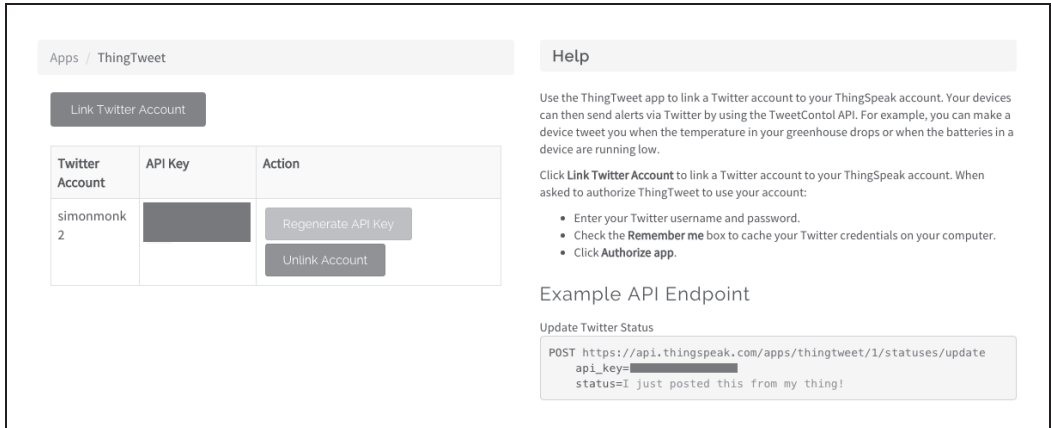 Apps / ThingTweet
Link Twitter Account
Twitter Account
API Key
Action
simonmonk
2
Regenerate API Key
Unlink Account
Help
Use the ThingTweet app to link a Twitter account to your ThingSpeak account. Your devices
can then send alerts via Twitter by using the TweetContol API. For example, you can make a
device tweet you when the temperature in your greenhouse drops or when the batteries in a
device are running low.
Click Link Twitter Account to link a Twitter account to your ThingSpeak account. When
asked to authorize ThingTweet to use your account:
• Enter your Twitter username and password.
• Check the Remember me box to cache your Twitter credentials on your computer.
• Click Authorize app.
Example API Endpoint
Update Twitter Status
POST https://api.thingspeak.com/apps/thingtweet/1/statuses/update
api_key=
status=I just posted this from my thing!